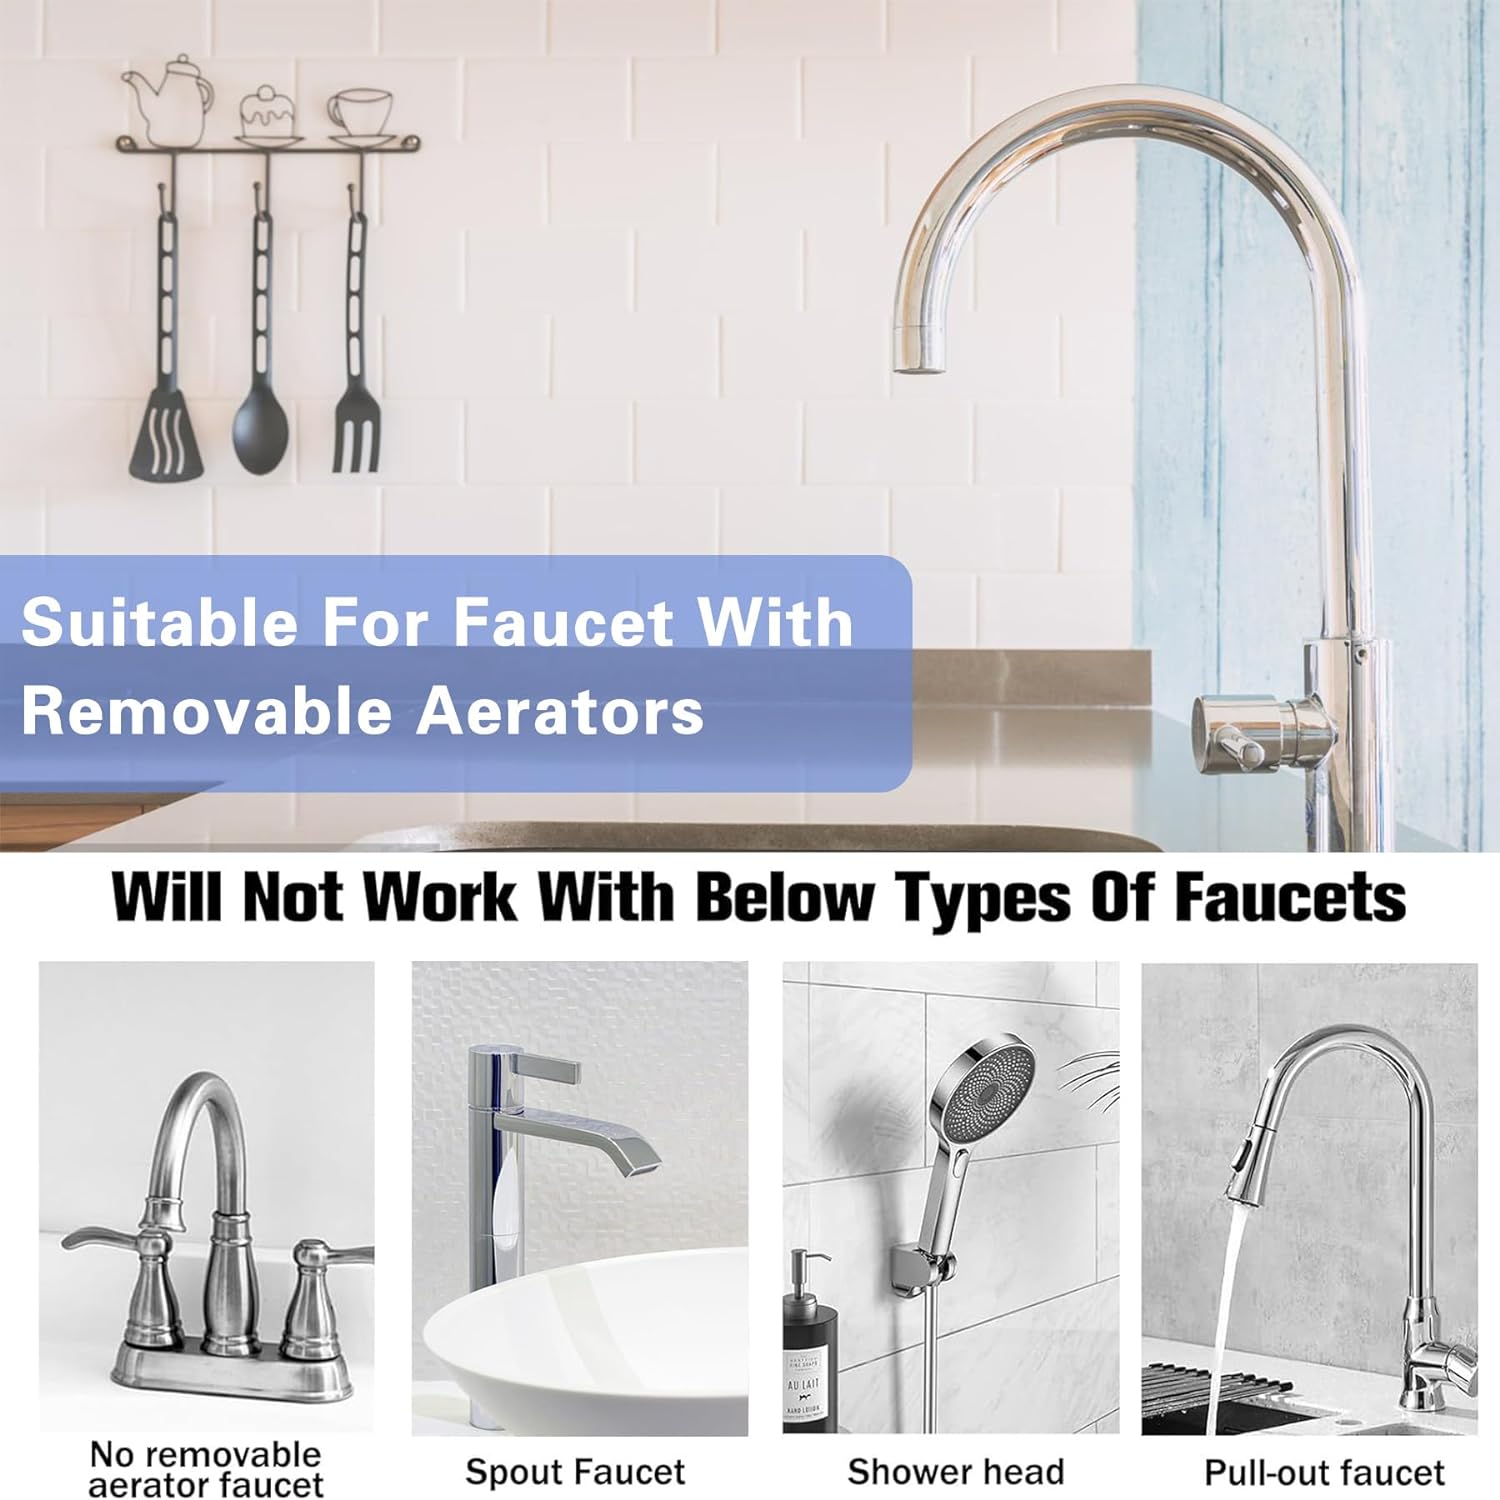 Suitable For Faucet With
Removable Aerators
Will Not Work With Below Types Of Faucets
No removable
aerator faucet
Spout Faucet
Shower head
Pull-out faucet
AU LAIT